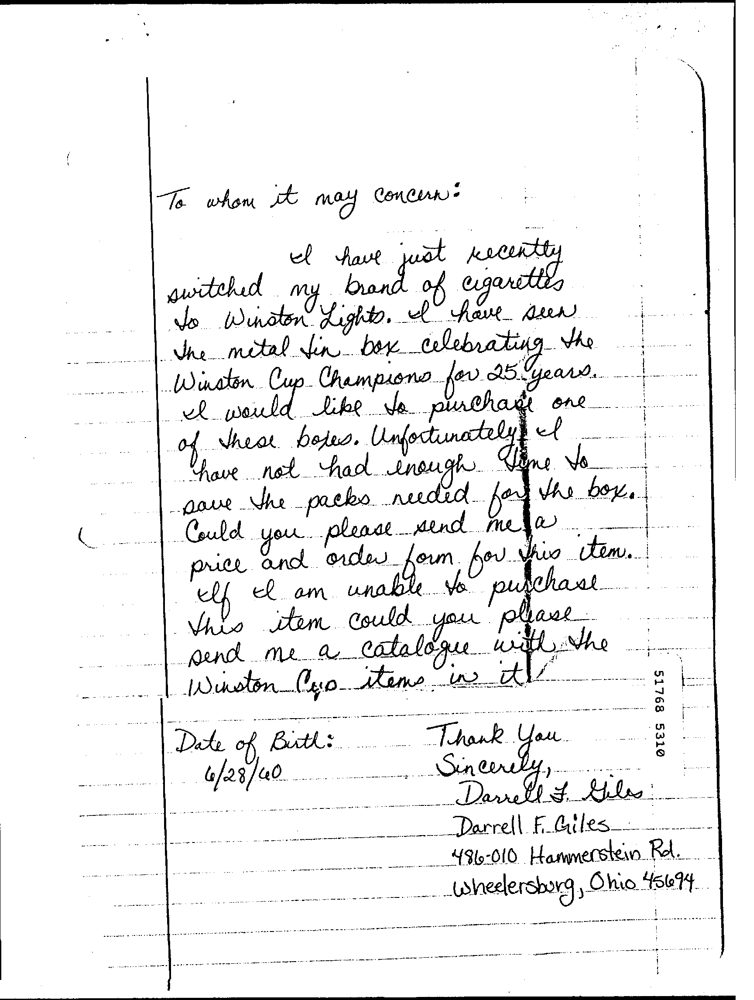 To whom it may concern:
I have just recently
switched my brand of cigarettes
to Winston Lights. I have seen
the metal tin box celebrating the
Winston Cup Champions for 25 years.
I would like to purchase one
of these boxes. Unfortunately I
have not had enough time to
save the packs needed for the box.
Could you please send me a
price and order form for this item.
If I am unable to purchase
this item could you please
send me a catalogue with the
Winston Cup items in it
Date of Birth:
6/28/60
Thank You
Sincerely,
Darrell F. Giles
Darrell F. Giles
486-010 Hammerstein Rd.
Wheelersburg, Ohio 45694
51768 5310